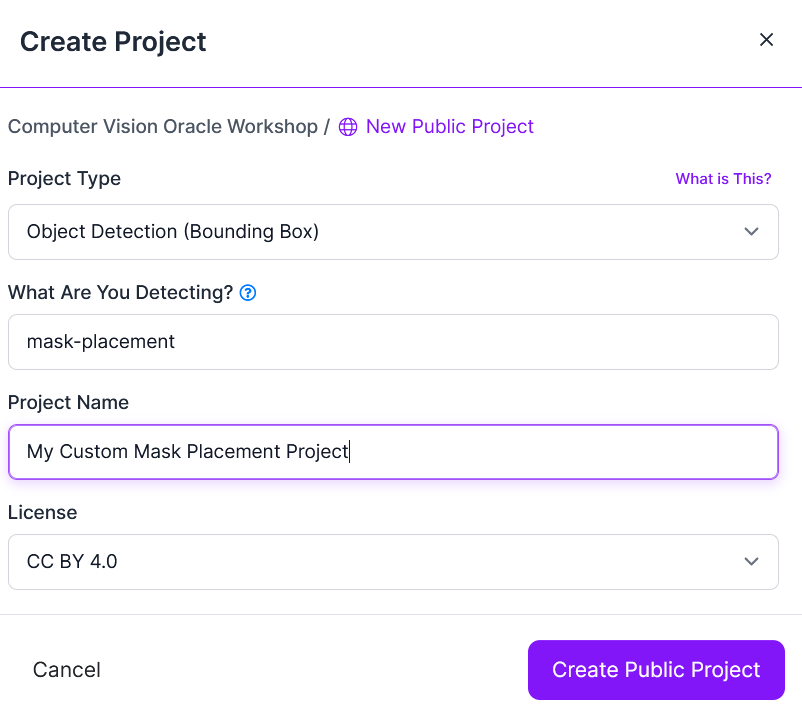 Create Project
Computer Vision Oracle Workshop / New Public Project
Project Type What is This?
Object Detection (Bounding Box)
What Are You Detecting? ?
mask-placement
Project Name
My Custom Mask Placement Project
License
CC BY 4.0
Cancel Create Public Project